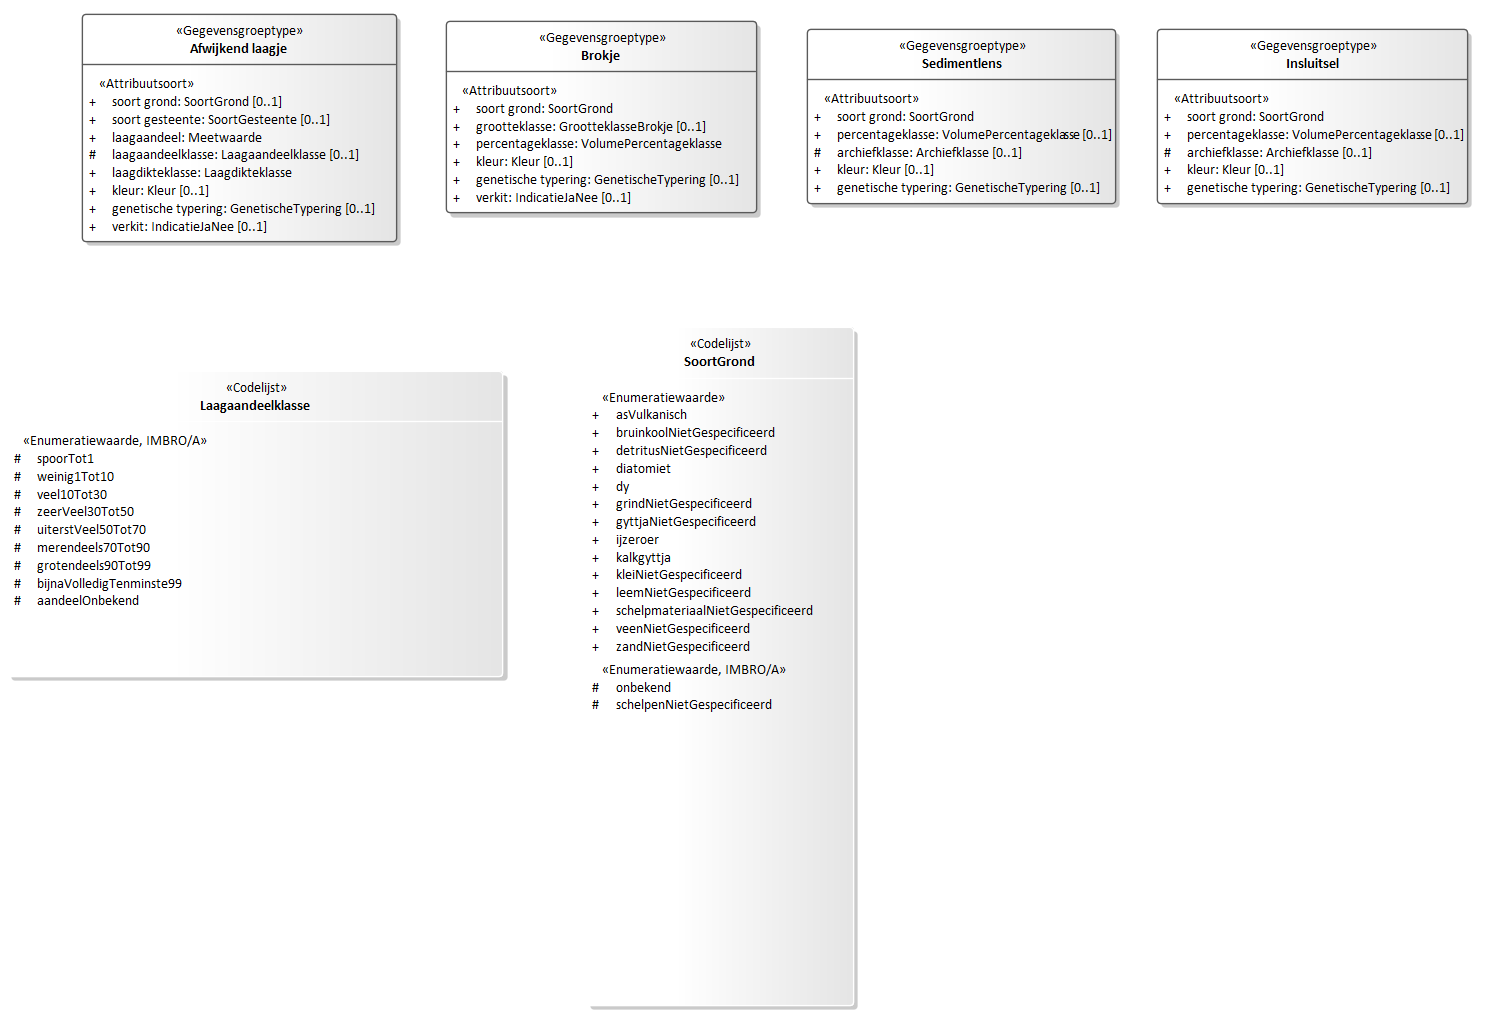 «Gegevensgroeptype»
Afwijkend laagje
«Attribuutsoort»
+ soort grond: SoortGrond [0..1]
+ soort gesteente: SoortGesteente [0..1]
+ laagaandeel: Meetwaarde
# laagaandeelklasse: Laagaandeelklasse [0..1]
+ laagdikteklasse: Laagdikteklasse
+ kleur: Kleur [0..1]
+ genetische typering: GenetischeTypering [0..1]
+ verkit: IndicatieJaNee [0..1]
«Gegevensgroeptype»
Brokje
«Attribuutsoort»
+ soort grond: SoortGrond
+ grootteklasse: GrootteklasseBrokje [0..1]
+ percentageklasse: VolumePercentageklasse
+ kleur: Kleur [0..1]
+ genetische typering: GenetischeTypering [0..1]
+ verkit: IndicatieJaNee [0..1]
«Gegevensgroeptype»
Sedimentlens
«Attribuutsoort»
+ soort grond: SoortGrond
+ percentageklasse: VolumePercentageklasse [0..1]
# archiefklasse: Archiefklasse [0..1]
+ kleur: Kleur [0..1]
+ genetische typering: GenetischeTypering [0..1]
«Gegevensgroeptype»
Insluitsel
«Attribuutsoort»
+ soort grond: SoortGrond
+ percentageklasse: VolumePercentageklasse [0..1]
# archiefklasse: Archiefklasse [0..1]
+ kleur: Kleur [0..1]
+ genetische typering: GenetischeTypering [0..1]
«Codelijst»
Laagaandeelklasse
«Enumeratiewaarde, IMBRO/A»
# spoorTot1
# weinig1Tot10
# veel10Tot30
# zeerVeel30Tot50
# uiterstVeel50Tot70
# merendeels70Tot90
# grotendeels90Tot99
# bijnaVolledigTenminste99
# aandeelOnbekend
«Codelijst»
SoortGrond
«Enumeratiewaarde»
+ asVulkanisch
+ bruinkoolNietGespecificeerd
+ detritusNietGespecificeerd
+ diatomiet
+ dy
+ grindNietGespecificeerd
+ gyttjaNietGespecificeerd
+ ijzeroer
+ kalkgyttja
+ kleiNietGespecificeerd
+ leemNietGespecificeerd
+ schelpmateriaalNietGespecificeerd
+ veenNietGespecificeerd
+ zandNietGespecificeerd
«Enumeratiewaarde, IMBRO/A»
# onbekend
# schelpenNietGespecificeerd